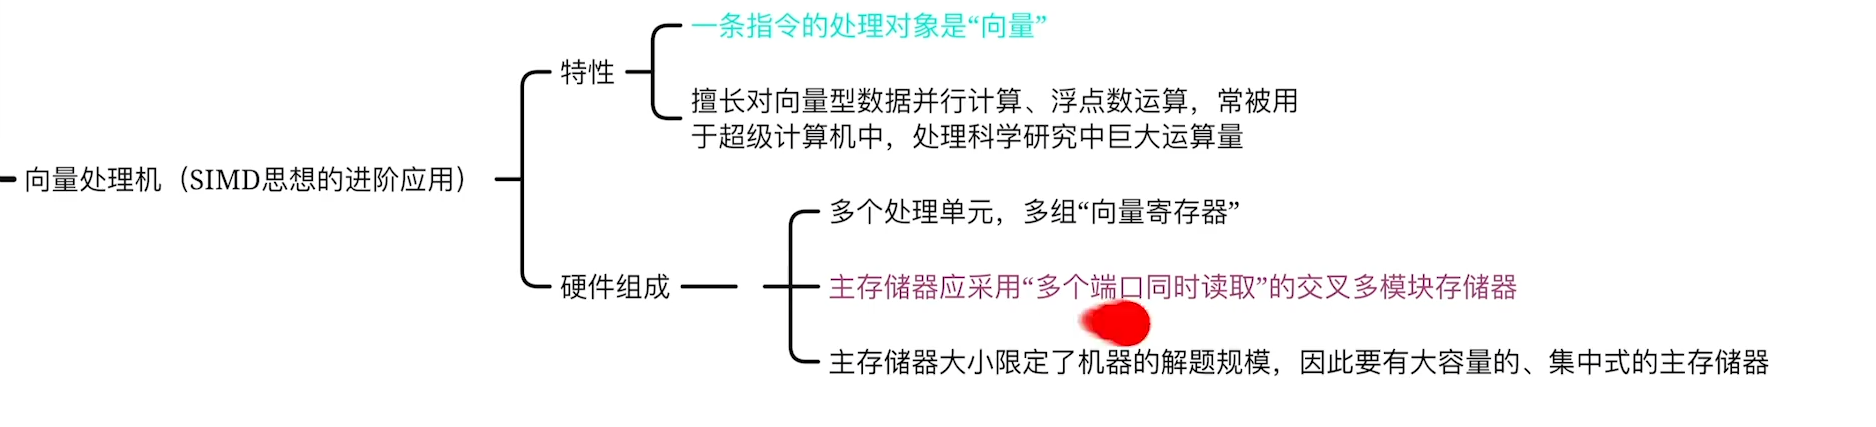 一条指令的处理对象是“向量”
特性
擅长对向量型数据并行计算、浮点数运算，常被用
于超级计算机中，处理科学研究中巨大运算量
向量处理机（SIMD思想的进阶应用）
多个处理单元，多组“向量寄存器”
硬件组成
主存储器应采用“多个端口同时读取”的交叉多模块存储器
主存储器大小限定了机器的解题规模，因此要有大容量的、集中式的主存储器